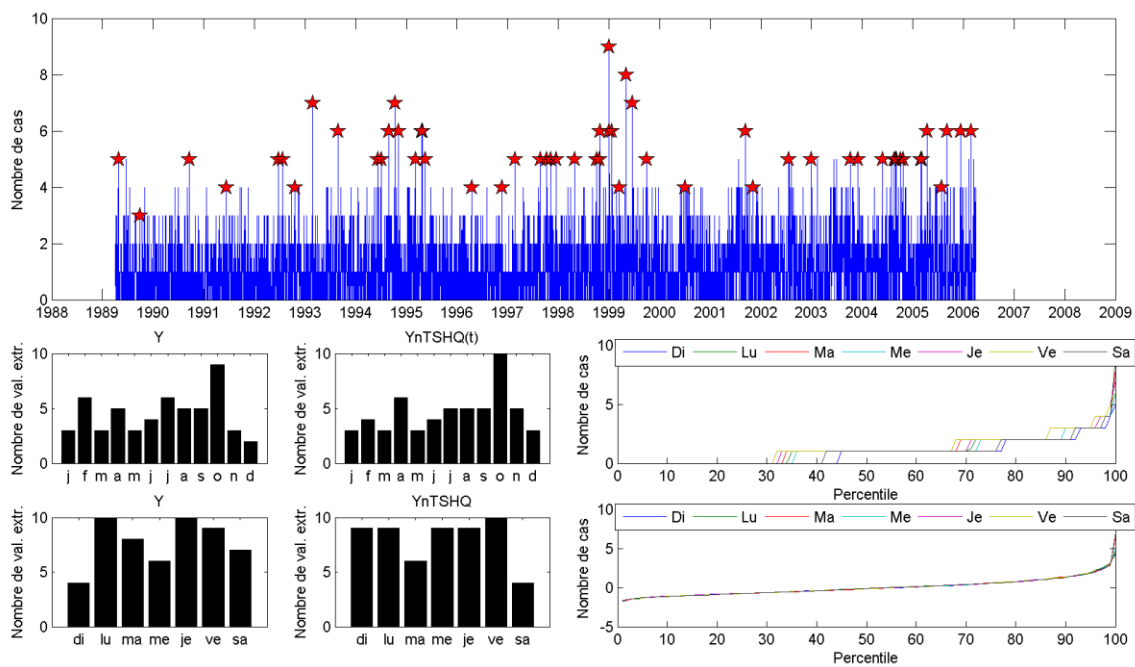 10
8
6
4
2
0
Nombre de cas
1988 1989 1990 1991 1992 1993 1994 1995 1996 1997 1998 1999 2000 2001 2002 2003 2004 2005 2006 2007 2008 2009
Y
10
5
0
Nombre de val. extr.
j f m a m j j a s o n d
YnTSHQ(t)
10
5
0
Nombre de val. extr.
j f m a m j j a s o n d
10
5
0
Nombre de cas
Di Lu Ma Me Je Ve Sa
0 10 20 30 40 50 60 70 80 90 100
Percentile
Y
10
5
0
Nombre de val. extr.
di lu ma me je ve sa
YnTSHQ
10
5
0
Nombre de val. extr.
di lu ma me je ve sa
10
5
0
-5
Nombre de cas
Di Lu Ma Me Je Ve Sa
0 10 20 30 40 50 60 70 80 90 100
Percentile